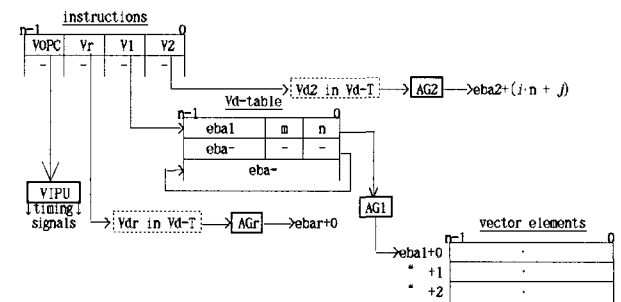 instructions
n-1 0
VOPC Vr V1 V2
- - - -
Vd2 in Vd-T AG2 eba2+(i·n + j)
Vd-table
n-1 0
eba1 m n
eba- - -
eba-
VIPU
timing
signals
AG1
Vdr in Vd-T AGr ebar+0
vector elements
n-1 0
eba1+0 .
" +1 .
" +2 .